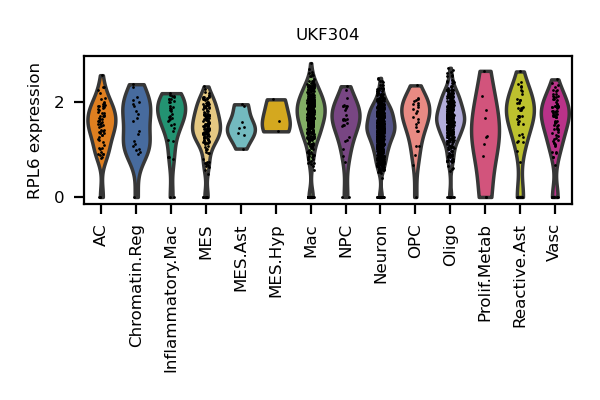 UKF304
RPL6 expression
2
0
AC
Chromatin.Reg
Inflammatory.Mac
MES
MES.Ast
MES.Hyp
Mac
NPC
Neuron
OPC
Oligo
Prolif.Metab
Reactive.Ast
Vasc